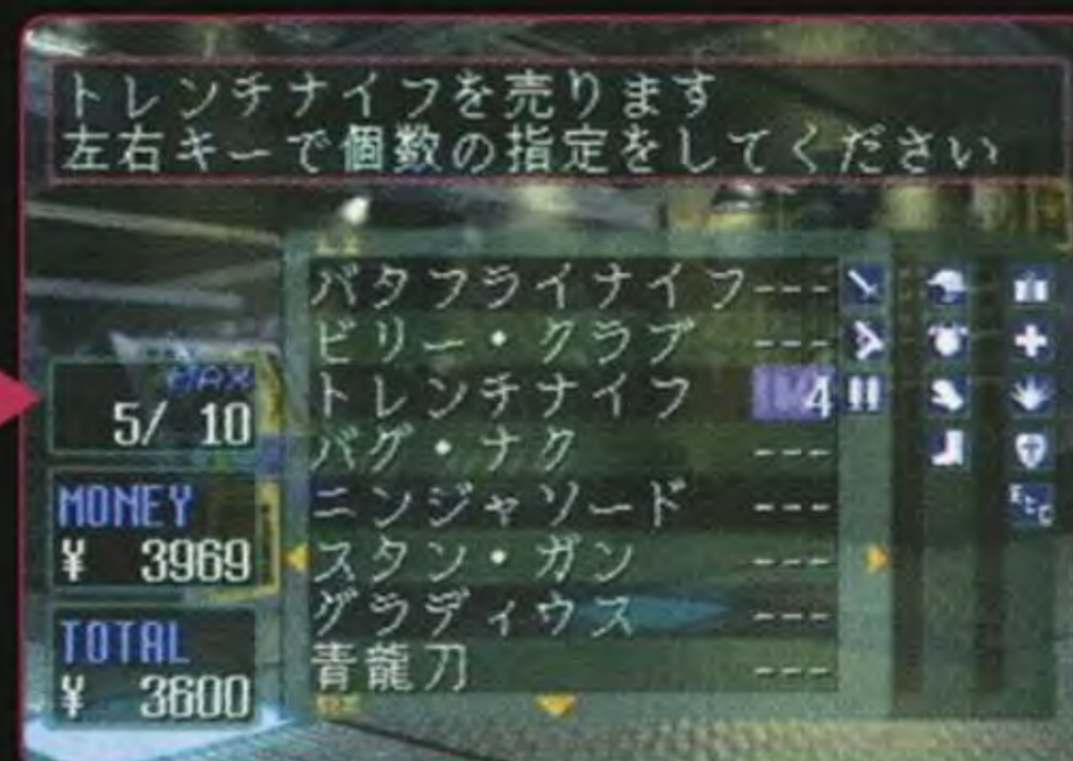 トレンチナイフを売ります
左右キーで個数の指定をしてください
バタフライナイフ---
ビリー・クラブ ---
トレンチナイフ 4
バグ・ナク ---
ニンジャソード ---
スタン・ガン ---
グラディウス ---
青龍刀 ---
MAX
5/ 10
MONEY
¥ 3969
TOTAL
¥ 3600
ETC